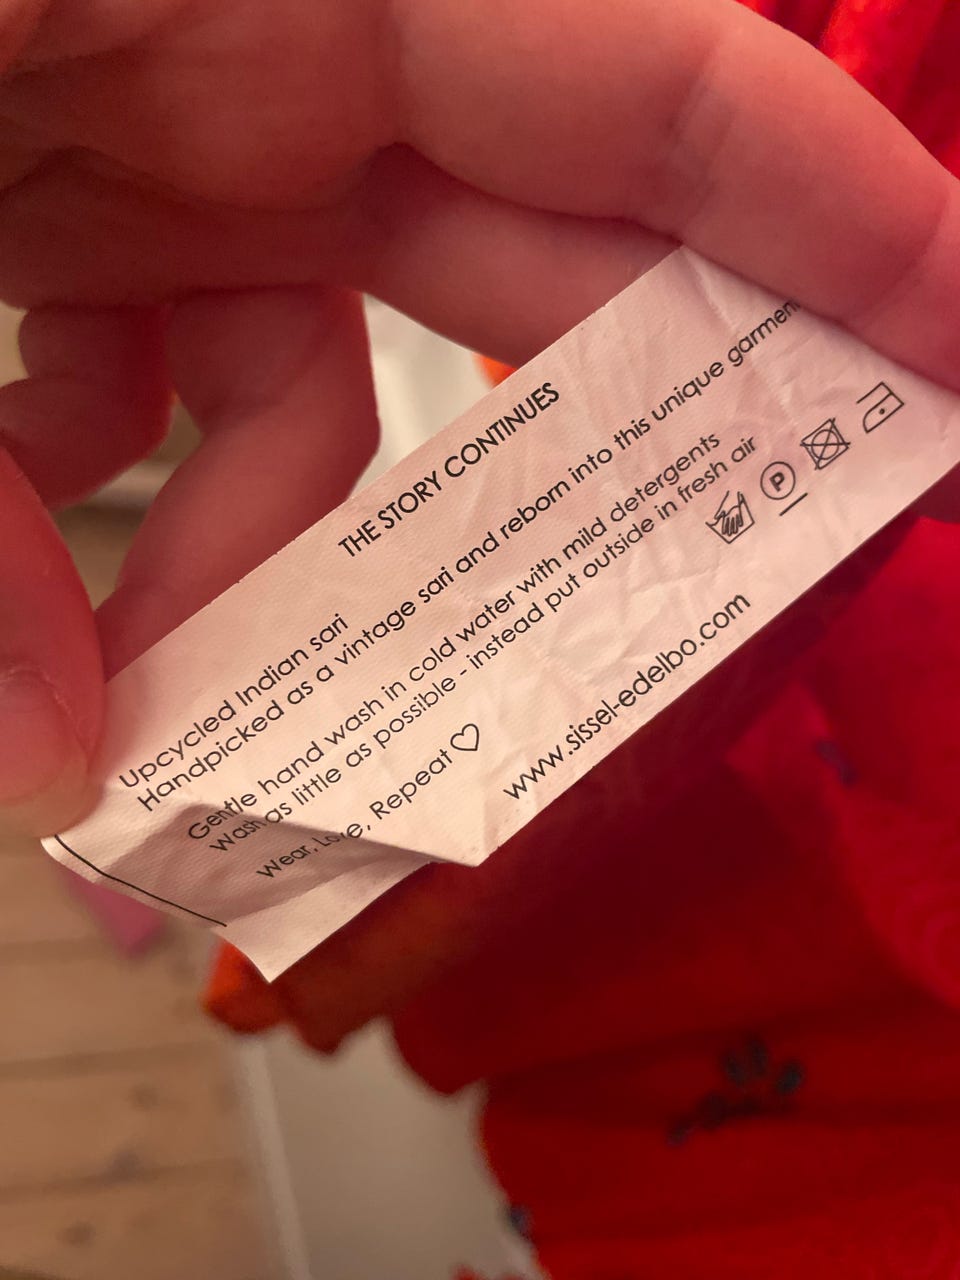 THE STORY CONTINUES
Upcycled Indian sari
Handpicked as a vintage sari and reborn into this unique garment
Gentle hand wash in cold water with mild detergents
Wash as little as possible - instead put outside in fresh air
Wear, Love, Repeat ♡
P
www.sissel-edelbo.com